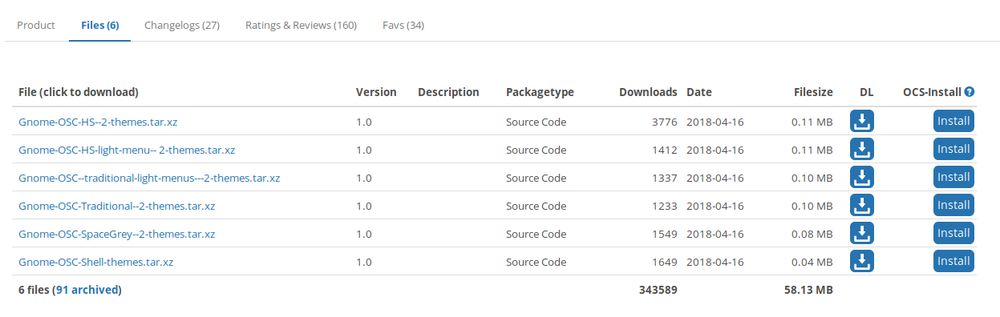 Product Files (6) Changelogs (27) Ratings & Reviews (160) Favs (34)
File (click to download) Version Description Packagetype Downloads Date Filesize DL OCS-Install ?
Gnome-OSC-HS--2-themes.tar.xz 1.0 Source Code 3776 2018-04-16 0.11 MB Install
Gnome-OSC-HS-light-menu-- 2-themes.tar.xz 1.0 Source Code 1412 2018-04-16 0.11 MB Install
Gnome-OSC--traditional-light-menus---2-themes.tar.xz 1.0 Source Code 1337 2018-04-16 0.10 MB Install
Gnome-OSC-Traditional--2-themes.tar.xz 1.0 Source Code 1233 2018-04-16 0.10 MB Install
Gnome-OSC-SpaceGrey--2-themes.tar.xz 1.0 Source Code 1549 2018-04-16 0.08 MB Install
Gnome-OSC-Shell-themes.tar.xz 1.0 Source Code 1649 2018-04-16 0.04 MB Install
6 files (91 archived) 343589 58.13 MB